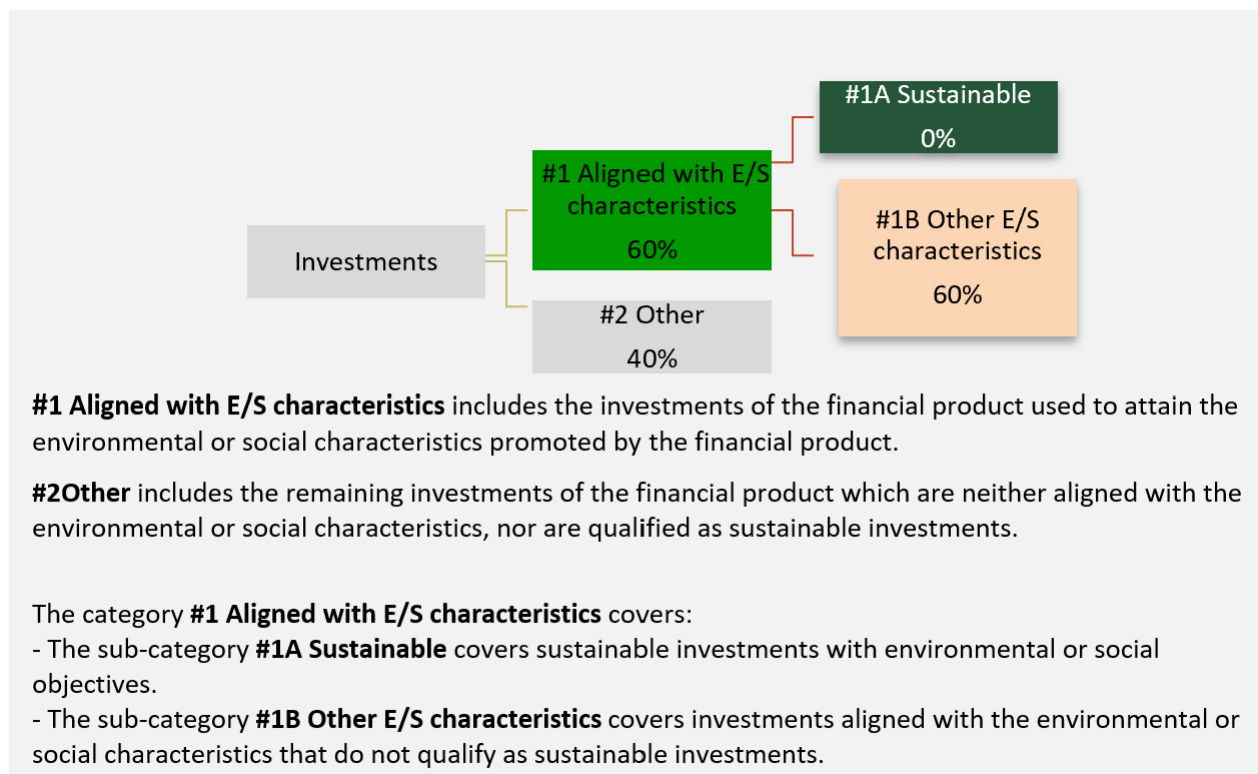 #1A Sustainable
0%
#1 Aligned with E/S
characteristics
60%
#1B Other E/S
characteristics
60%
Investments
#2 Other
40%
#1 Aligned with E/S characteristics includes the investments of the financial product used to attain the
environmental or social characteristics promoted by the financial product.
#2Other includes the remaining investments of the financial product which are neither aligned with the
environmental or social characteristics, nor are qualified as sustainable investments.
The category #1 Aligned with E/S characteristics covers:
- The sub-category #1A Sustainable covers sustainable investments with environmental or social
objectives.
- The sub-category #1B Other E/S characteristics covers investments aligned with the environmental or
social characteristics that do not qualify as sustainable investments.